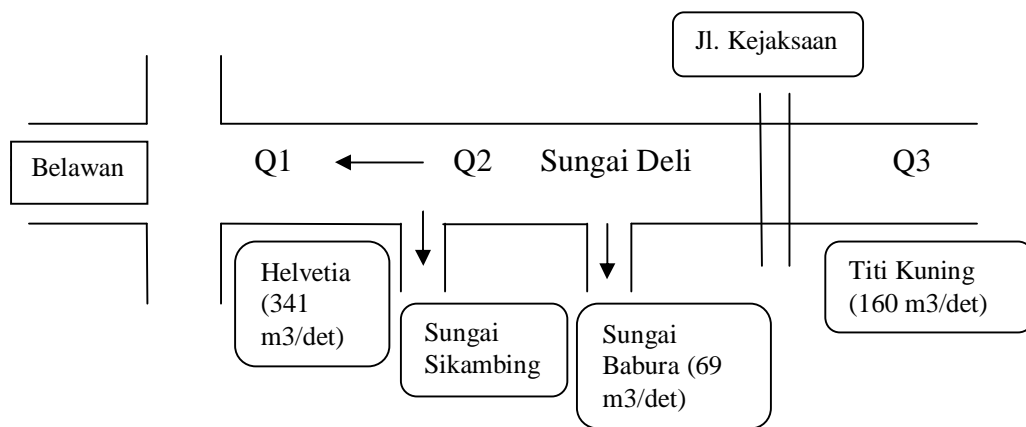 Jl. Kejaksaan
Belawan
Q1
Q2
Sungai Deli
Q3
Helvetia
(341
m3/det)
Sungai
Sikambing
Sungai
Babura (69
m3/det)
Titi Kuning
(160 m3/det)